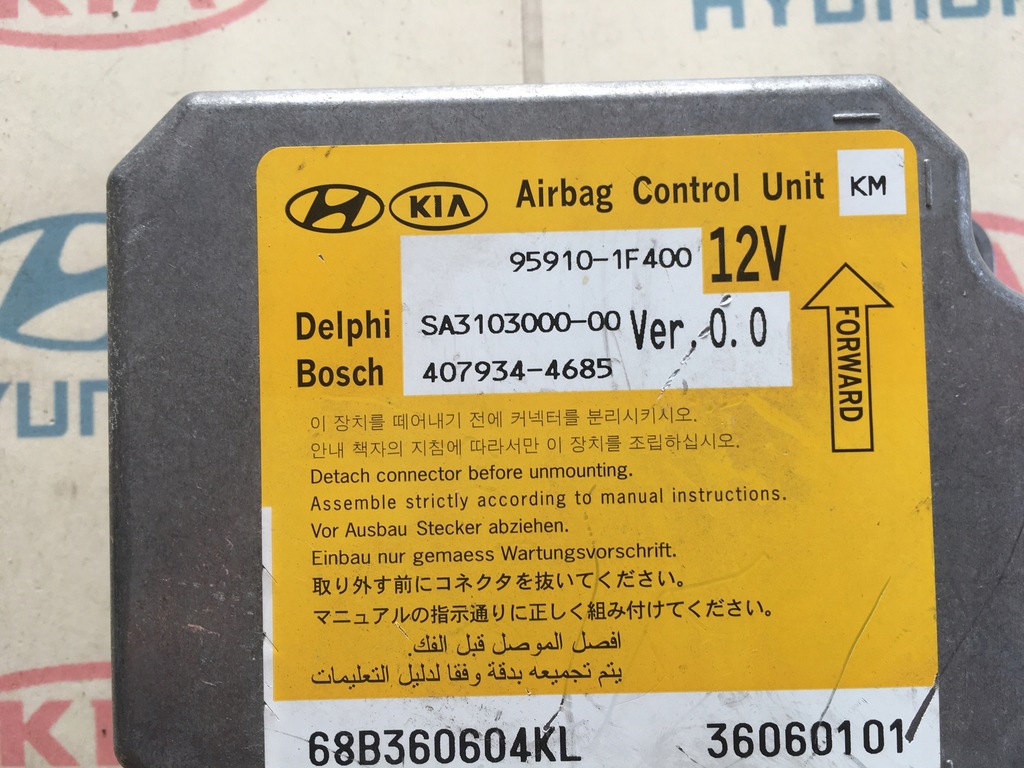 KIA
HYUNDAI
KIA Airbag Control Unit KM
95910-1F400 12V
Delphi SA3103000-00 Ver. 0.0
Bosch 407934-4685
FORWARD
이 장치를 떼어내기 전에 커넥터를 분리시키시오.
안내 책자의 지침에 따라서만 이 장치를 조립하십시오.
Detach connector before unmounting.
Assemble strictly according to manual instructions.
Vor Ausbau Stecker abziehen.
Einbau nur gemaess Wartungsvorschrift.
取り外す前にコネクタを抜いてください。
マニュアルの指示通りに正しく組み付けてください。
افصل الموصل قبل الفك.
يتم تجميعه بدقة وفقا لدليل التعليمات
68B360604KL 36060101
KIA